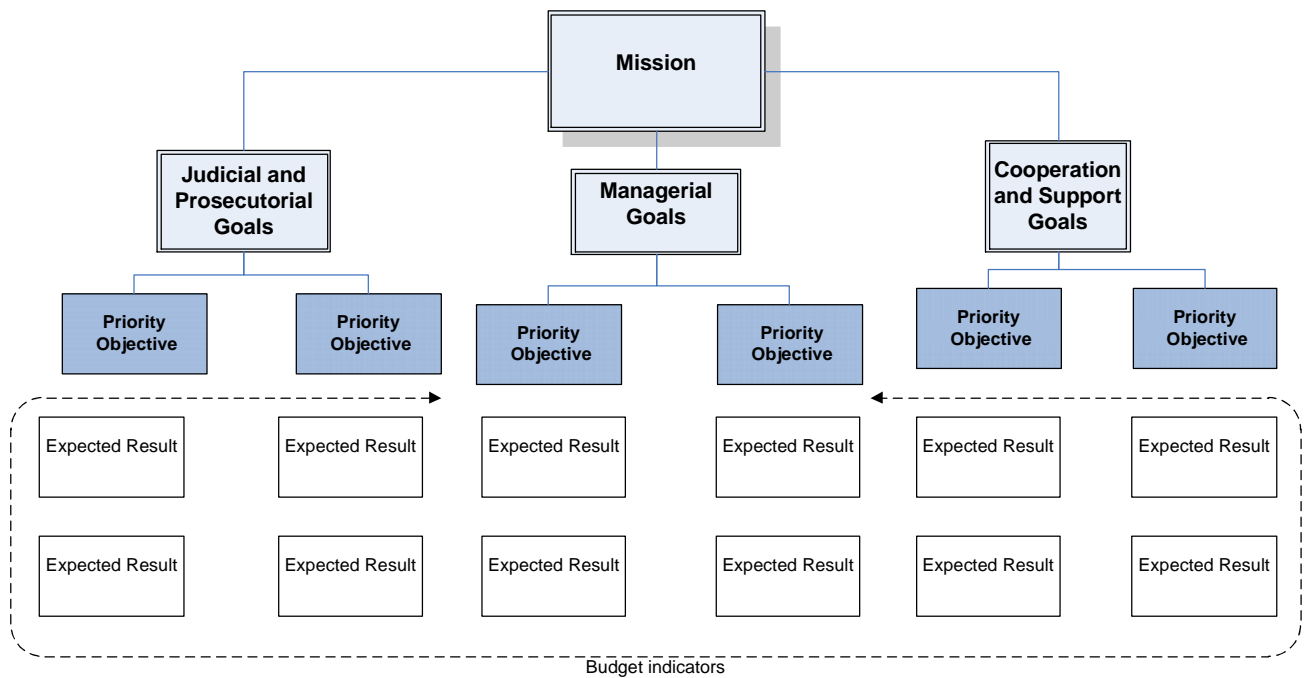 Mission
Judicial and
Prosecutorial
Goals
Managerial
Goals
Cooperation
and Support
Goals
Priority
Objective
Priority
Objective
Priority
Objective
Priority
Objective
Priority
Objective
Priority
Objective
Expected Result
Expected Result
Expected Result
Expected Result
Expected Result
Expected Result
Expected Result
Expected Result
Expected Result
Expected Result
Expected Result
Expected Result
Budget indicators